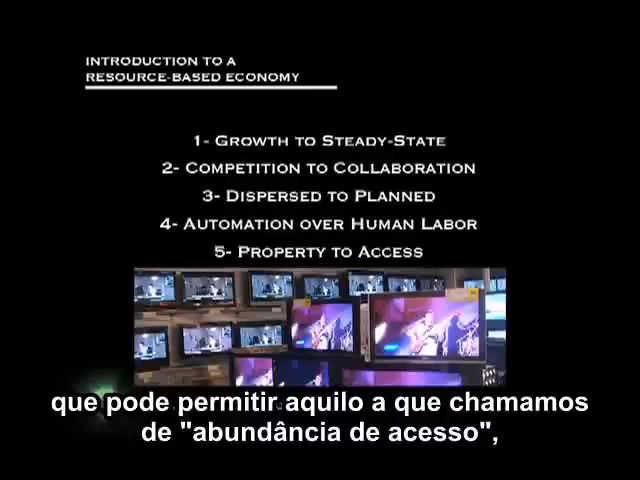 INTRODUCTION TO A
RESOURCE-BASED ECONOMY
1- GROWTH TO STEADY-STATE
2- COMPETITION TO COLLABORATION
3- DISPERSED TO PLANNED
4- AUTOMATION OVER HUMAN LABOR
5- PROPERTY TO ACCESS
que pode permitir aquilo a que chamamos
de "abundância de acesso",